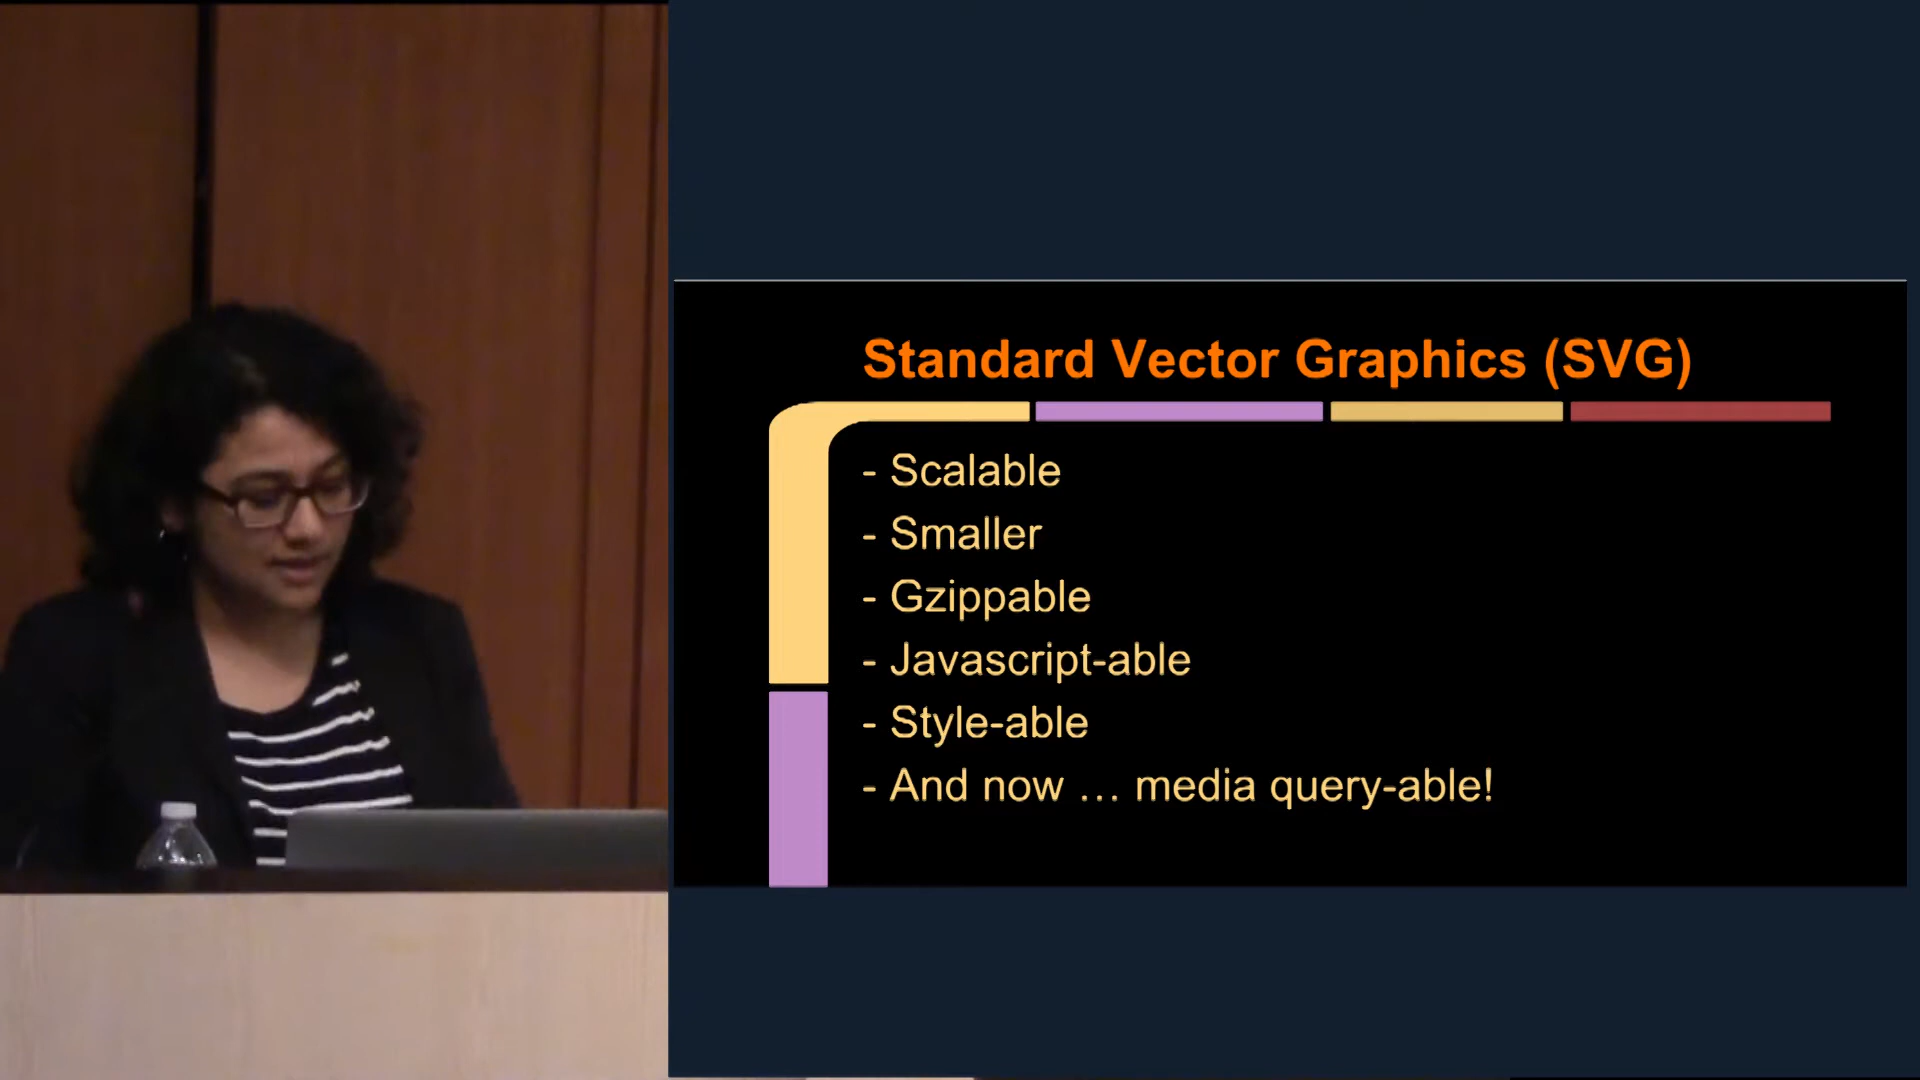 Standard Vector Graphics (SVG)
- Scalable
- Smaller
- Gzippable
- Javascript-able
- Style-able
- And now … media query-able!